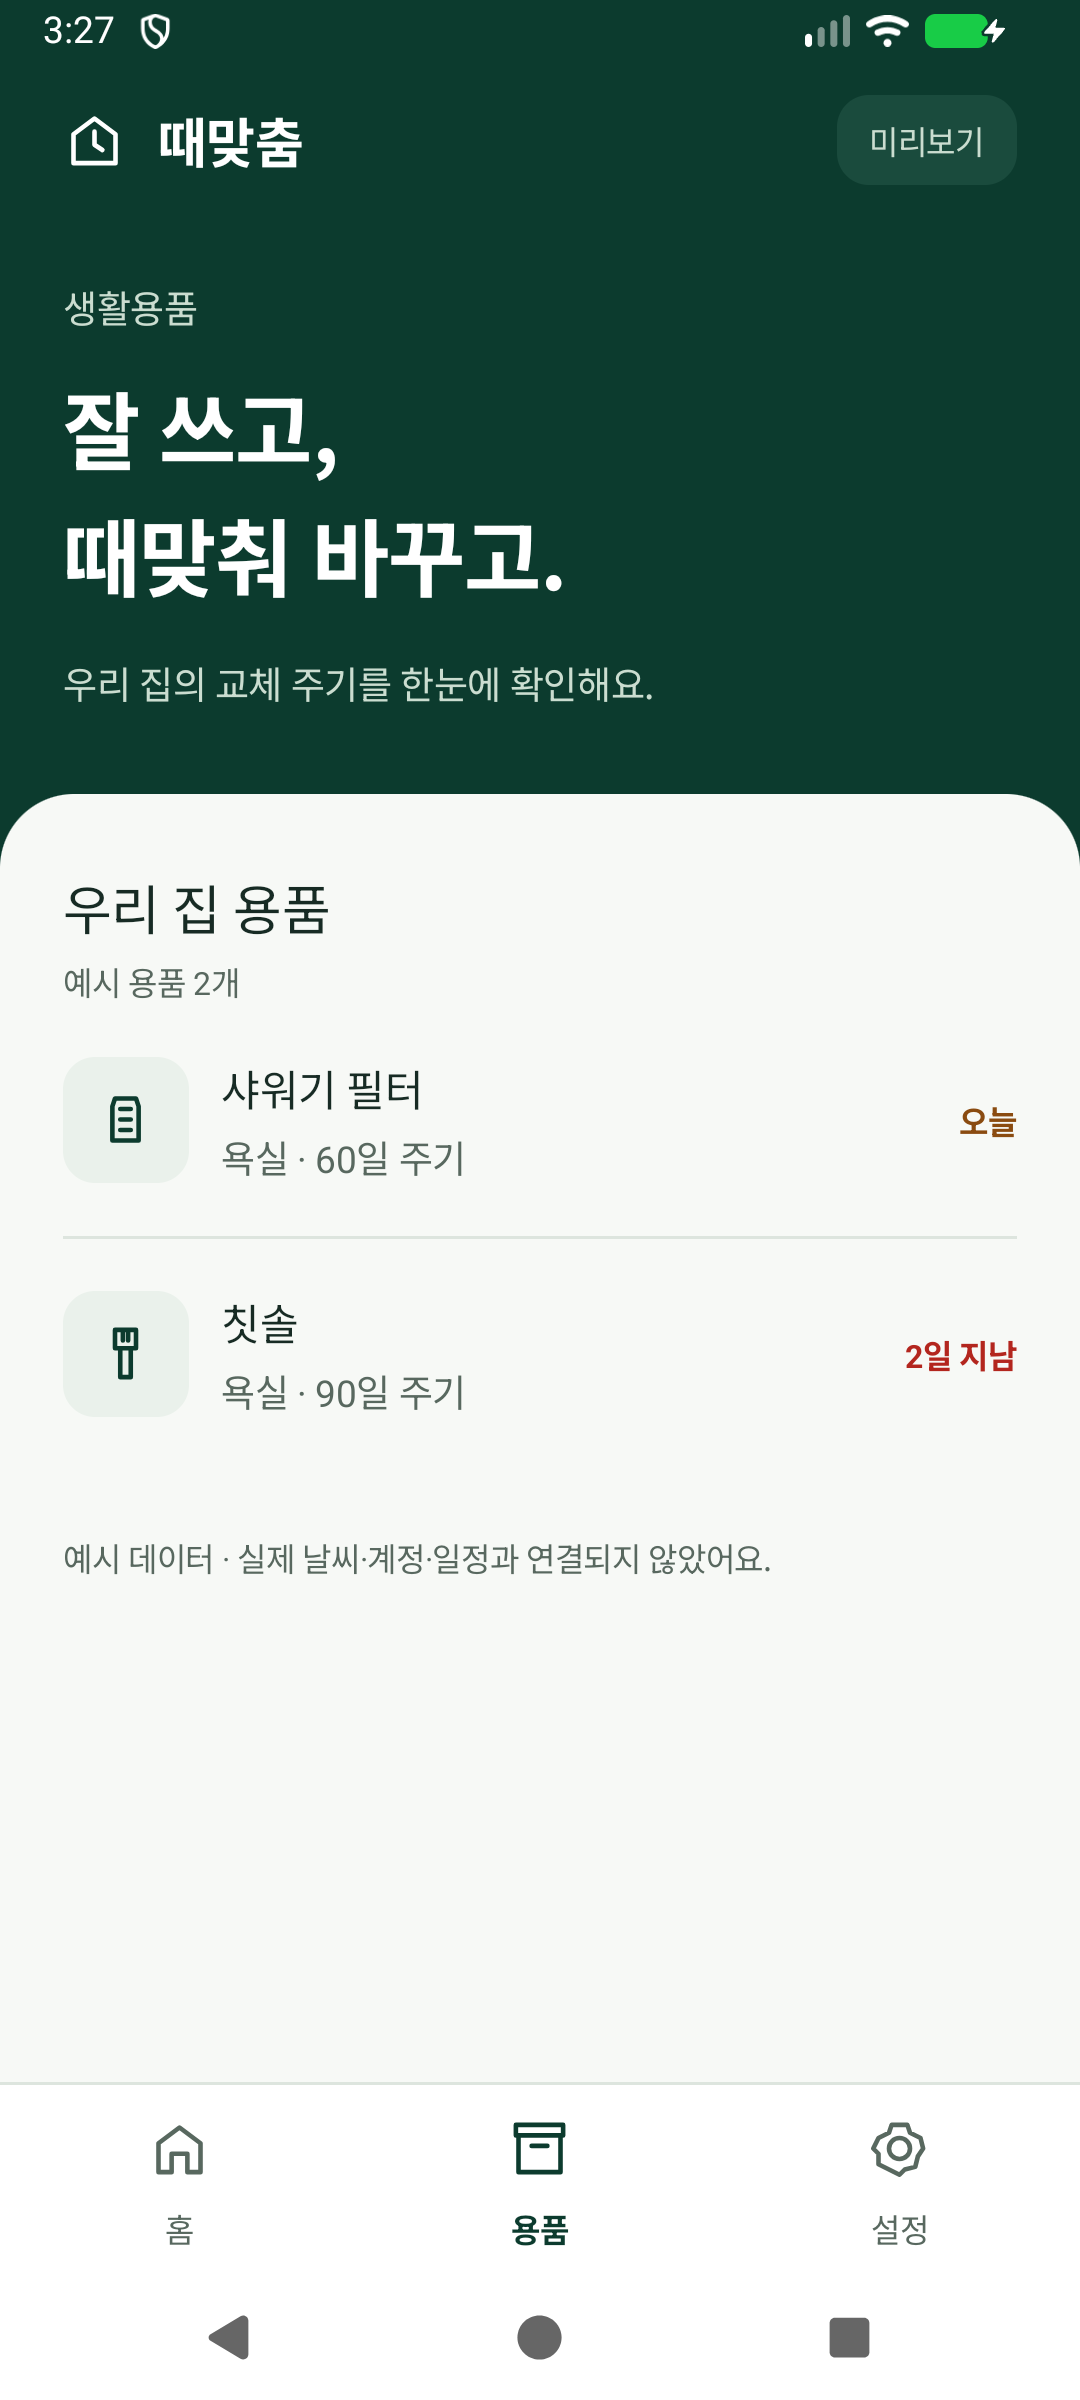 3:27
때맞춤
미리보기
생활용품
잘 쓰고,
때맞춰 바꾸고.
우리 집의 교체 주기를 한눈에 확인해요.
우리 집 용품
예시 용품 2개
샤워기 필터
욕실 · 60일 주기
오늘
칫솔
욕실 · 90일 주기
2일 지남
예시 데이터 · 실제 날씨·계정·일정과 연결되지 않았어요.
홈
용품
설정